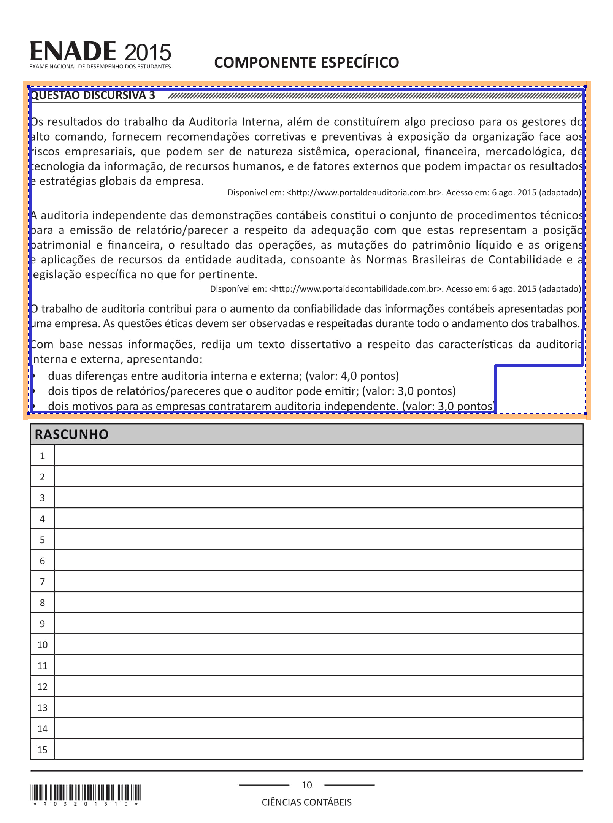 ENADE 2015
EXAME NACIONAL DE DESEMPENHO DOS ESTUDANTES
COMPONENTE ESPECÍFICO
QUESTÃO DISCURSIVA 3
Os resultados do trabalho da Auditoria Interna, além de constituírem algo precioso para os gestores do
alto comando, fornecem recomendações corretivas e preventivas à exposição da organização face aos
riscos empresariais, que podem ser de natureza sistêmica, operacional, financeira, mercadológica, de
tecnologia da informação, de recursos humanos, e de fatores externos que podem impactar os resultados
e estratégias globais da empresa.
Disponível em: <http://www.portaldeauditoria.com.br>. Acesso em: 6 ago. 2015 (adaptado).
A auditoria independente das demonstrações contábeis constitui o conjunto de procedimentos técnicos
para a emissão de relatório/parecer a respeito da adequação com que estas representam a posição
patrimonial e financeira, o resultado das operações, as mutações do patrimônio líquido e as origens
e aplicações de recursos da entidade auditada, consoante às Normas Brasileiras de Contabilidade e a
legislação específica no que for pertinente.
Disponível em: <http://www.portaldecontabilidade.com.br>. Acesso em: 6 ago. 2015 (adaptado).
O trabalho de auditoria contribui para o aumento da confiabilidade das informações contábeis apresentadas por
uma empresa. As questões éticas devem ser observadas e respeitadas durante todo o andamento dos trabalhos.
Com base nessas informações, redija um texto dissertativo a respeito das características da auditoria
interna e externa, apresentando:
• duas diferenças entre auditoria interna e externa; (valor: 4,0 pontos)
• dois tipos de relatórios/pareceres que o auditor pode emitir; (valor: 3,0 pontos)
• dois motivos para as empresas contratarem auditoria independente. (valor: 3,0 pontos)
RASCUNHO
1
2
3
4
5
6
7
8
9
10
11
12
13
14
15
10
CIÊNCIAS CONTÁBEIS